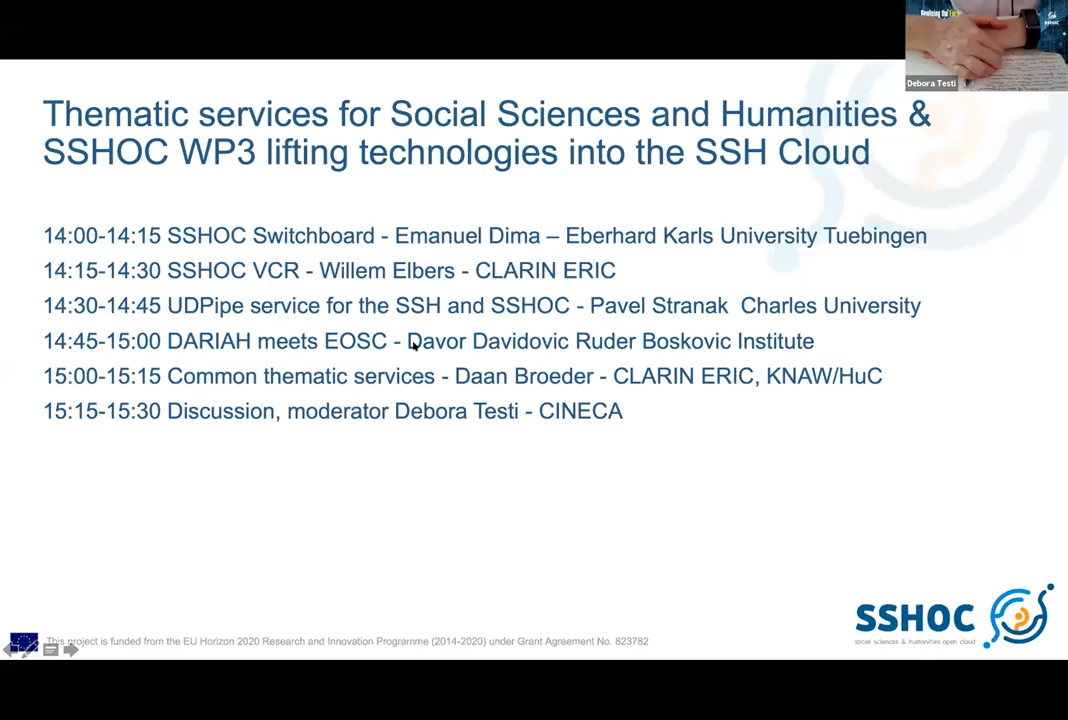 Realising the
SSHOC
Debora Testi
Thematic services for Social Sciences and Humanities &
SSHOC WP3 lifting technologies into the SSH Cloud
14:00-14:15 SSHOC Switchboard - Emanuel Dima – Eberhard Karls University Tuebingen
14:15-14:30 SSHOC VCR - Willem Elbers - CLARIN ERIC
14:30-14:45 UDPipe service for the SSH and SSHOC - Pavel Stranak Charles University
14:45-15:00 DARIAH meets EOSC - Davor Davidovic Ruder Boskovic Institute
15:00-15:15 Common thematic services - Daan Broeder - CLARIN ERIC, KNAW/HuC
15:15-15:30 Discussion, moderator Debora Testi - CINECA
SSHOC
social sciences & humanities open cloud
This project is funded from the EU Horizon 2020 Research and Innovation Programme (2014-2020) under Grant Agreement No. 823782